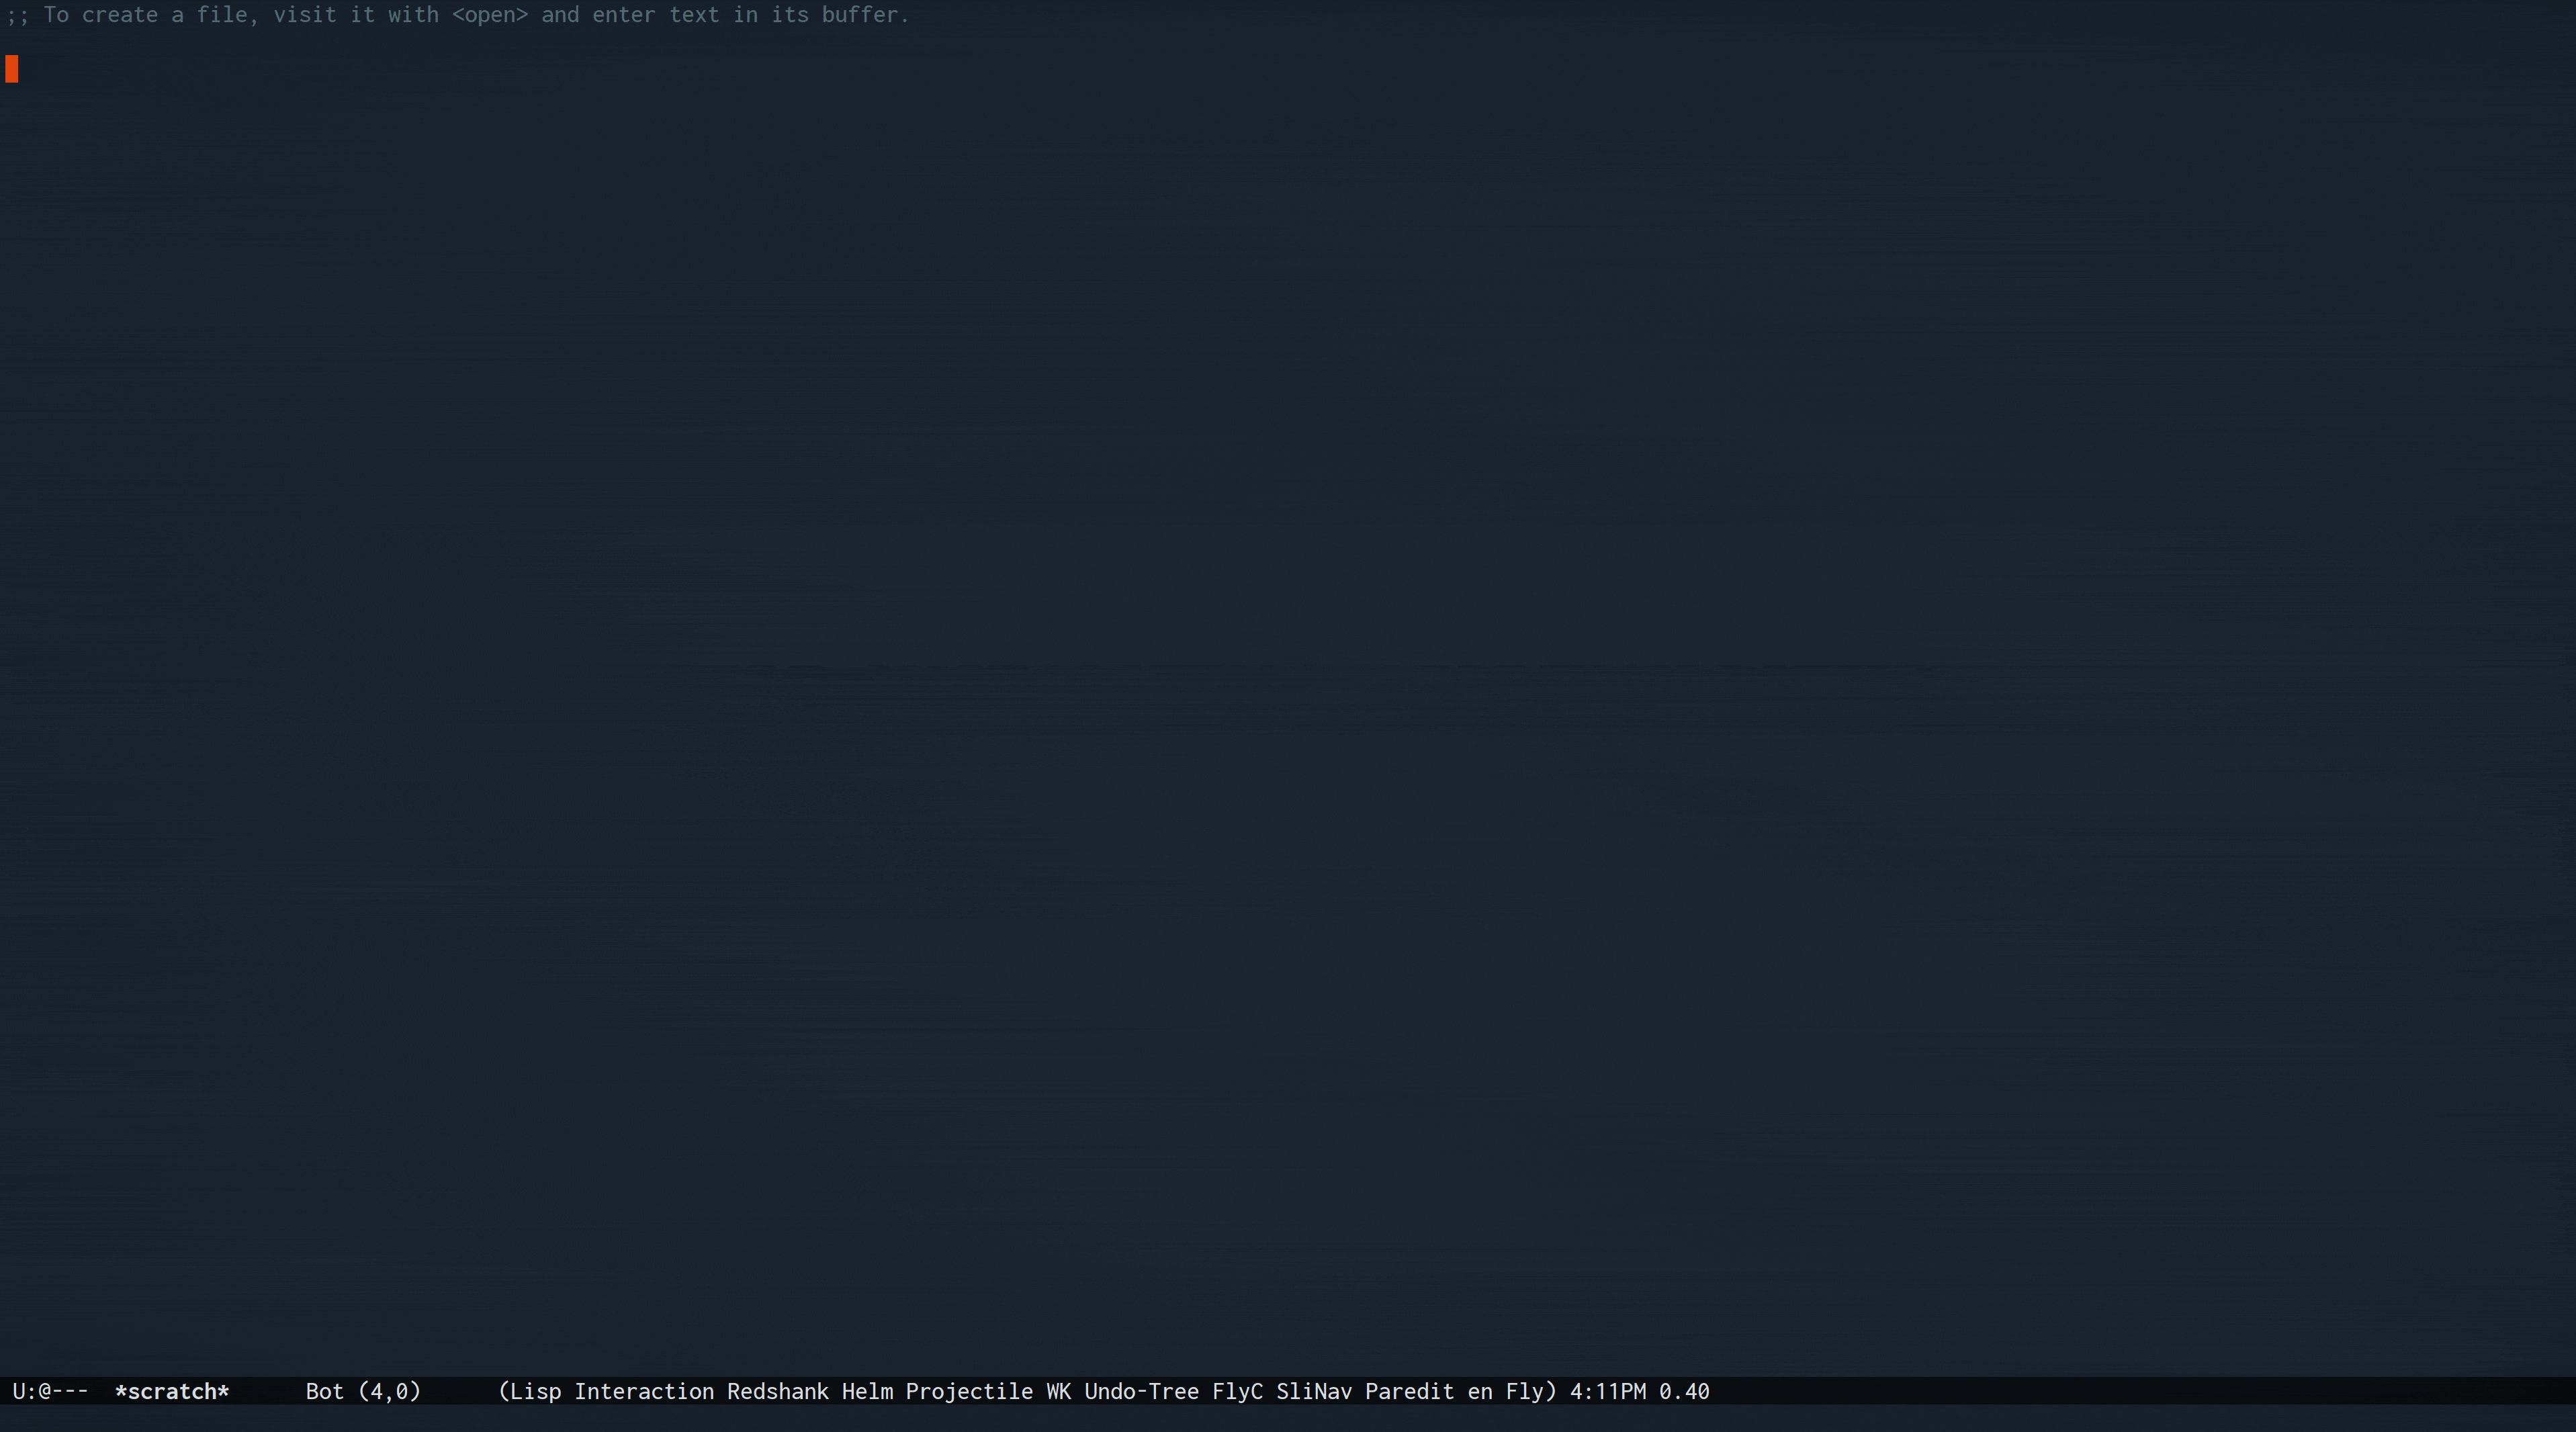 ;; To create a file, visit it with <open> and enter text in its buffer.
U:@--- *scratch* Bot (4,0) (Lisp Interaction Redshank Helm Projectile WK Undo-Tree FlyC SliNav Paredit en Fly) 4:11PM 0.40